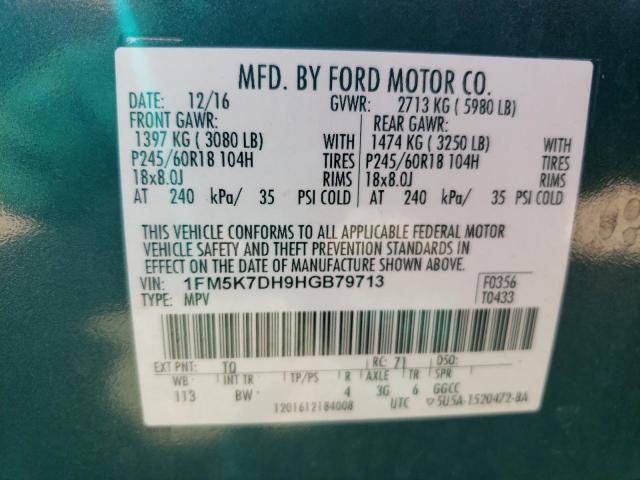 MFD. BY FORD MOTOR CO.
DATE: 12/16 GVWR: 2713 KG ( 5980 LB)
FRONT GAWR: REAR GAWR:
1397 KG ( 3080 LB) WITH 1474 KG ( 3250 LB) WITH
P245/60R18 104H TIRES P245/60R18 104H TIRES
18x8.0J RIMS 18x8.0J RIMS
AT 240 kPa/ 35 PSI COLD AT 240 kPa/ 35 PSI COLD
THIS VEHICLE CONFORMS TO ALL APPLICABLE FEDERAL MOTOR
VEHICLE SAFETY AND THEFT PREVENTION STANDARDS IN
EFFECT ON THE DATE OF MANUFACTURE SHOWN ABOVE.
VIN: 1FM5K7DH9HGB79713 F0356
TYPE: MPV T0433
EXT PNT: TQ RC: 71 DSO:
WB INT TR TP/PS R AXLE TR SPR
113 BW 4 3G 6 GGCC
1201612184008 UTC 5U5A-1520472-BA